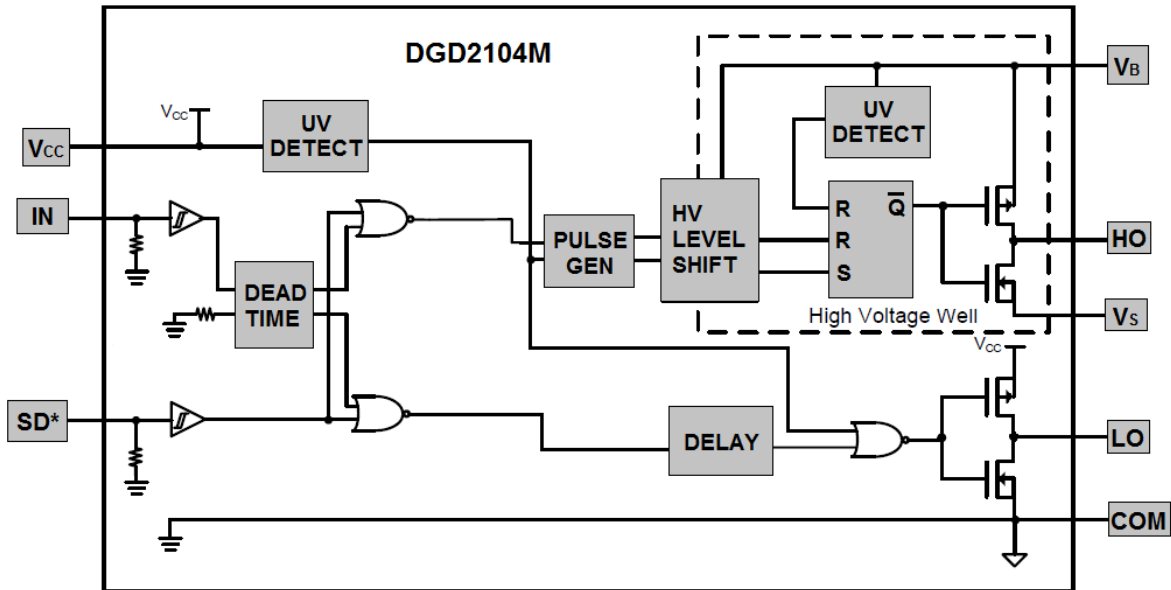 DGD2104M
VB
VCC
UV
DETECT
UV
DETECT
VCC
IN
R
Q
HV
LEVEL
SHIFT
PULSE
GEN
R
HO
S
DEAD
TIME
High Voltage Well
VS
VCC
SD*
DELAY
LO
COM